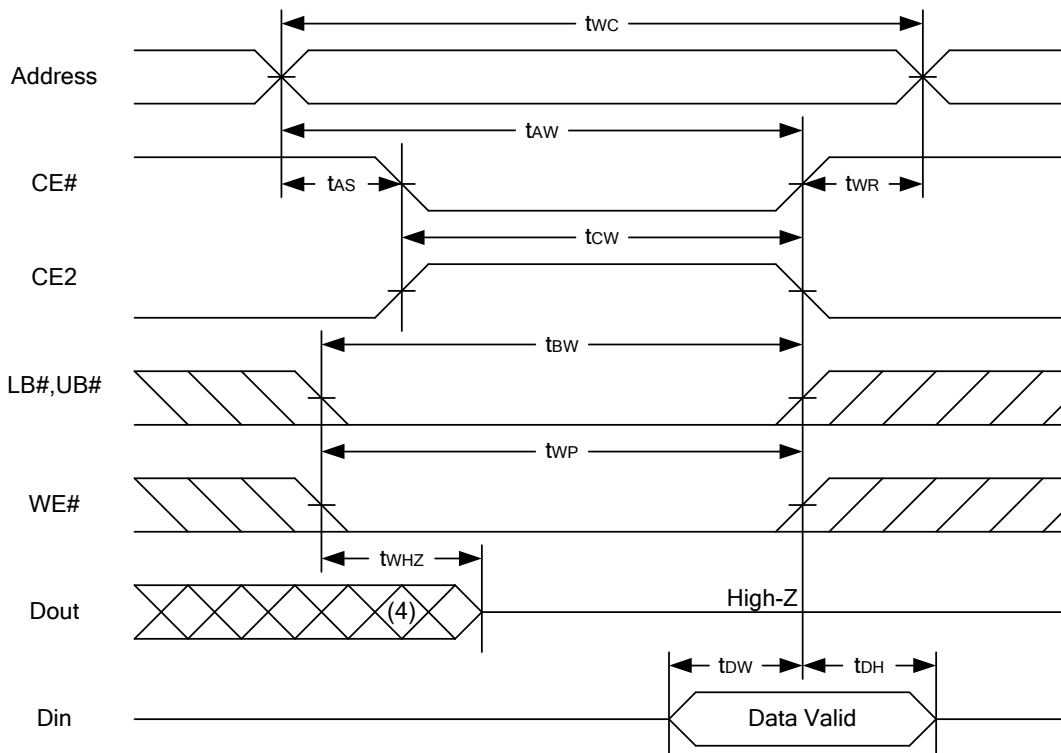 tWC
Address
tAW
CE#
tAS
tWR
tCW
CE2
tBW
LB#,UB#
tWP
WE#
tWHZ
Dout
(4)
High-Z
tDW
tDH
Din
Data Valid